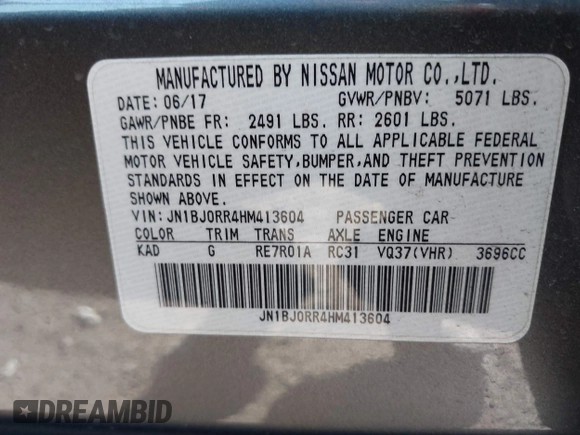 MANUFACTURED BY NISSAN MOTOR CO.,LTD.
DATE: 06/17 GVWR/PNBV: 5071 LBS.
GAWR/PNBE FR: 2491 LBS. RR: 2601 LBS.
THIS VEHICLE CONFORMS TO ALL APPLICABLE FEDERAL
MOTOR VEHICLE SAFETY,BUMPER,AND THEFT PREVENTION
STANDARDS IN EFFECT ON THE DATE OF MANUFACTURE
SHOWN ABOVE.
VIN: JN1BJ0RR4HM413604 PASSENGER CAR
COLOR TRIM TRANS AXLE ENGINE
KAD G RE7R01A RC31 VQ37(VHR) 3696CC
JN1BJ0RR4HM413604
DREAMBID